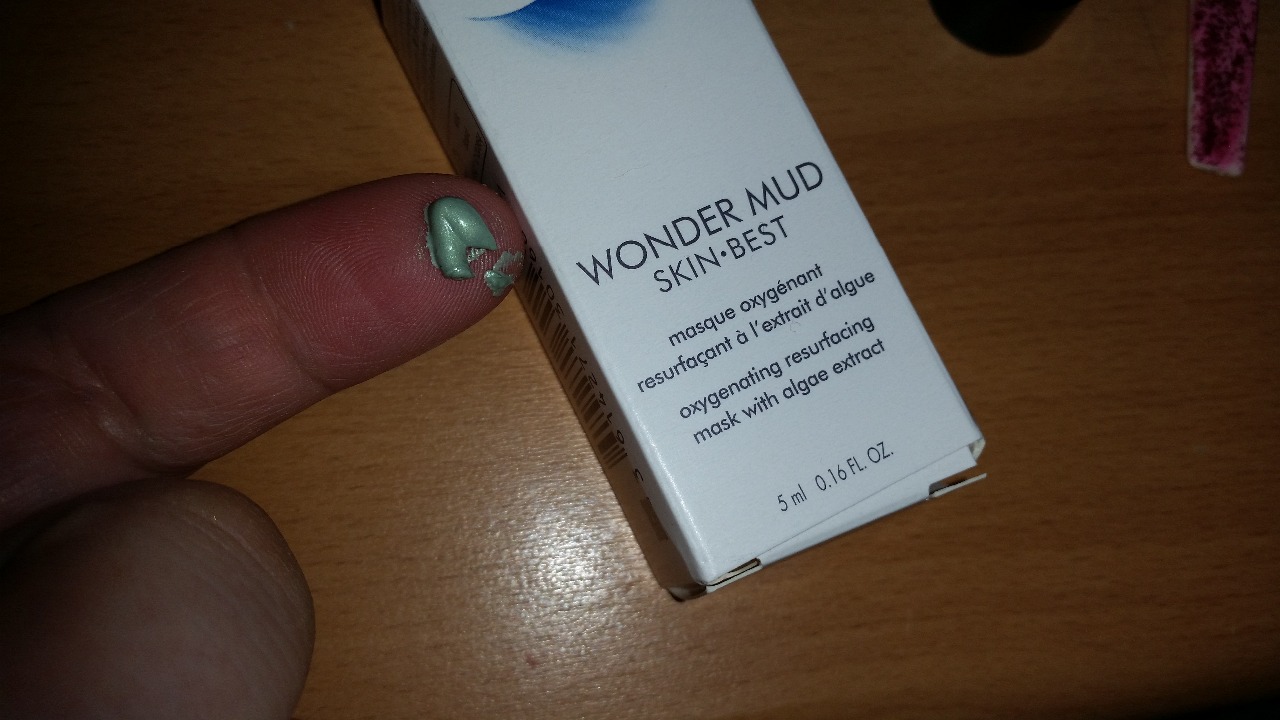 WONDER MUD
SKIN•BEST
masque oxygénant
resurfaçant à l'extrait d'algue
oxygenating resurfacing
mask with algae extract
5 ml 0.16 FL. OZ.